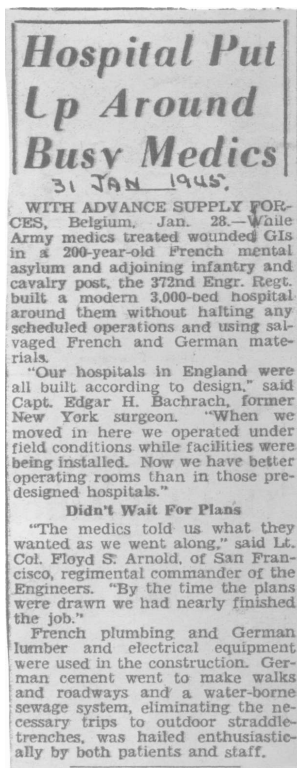 Hospital Put
Up Around
Busy Medics
31 JAN 1945.
WITH ADVANCE SUPPLY FOR-
CES, Belgium, Jan. 28.—While
Army medics treated wounded GIs
in a 200-year-old French mental
asylum and adjoining infantry and
cavalry post, the 372nd Engr. Regt.
built a modern 3,000-bed hospital
around them without halting any
scheduled operations and using sal-
vaged French and German mate-
rials.
"Our hospitals in England were
all built according to design," said
Capt. Edgar H. Bachrach, former
New York surgeon. "When we
moved in here we operated under
field conditions while facilities were
being installed. Now we have better
operating rooms than in those pre-
designed hospitals."
Didn't Wait For Plans
"The medics told us what they
wanted as we went along," said Lt.
Col. Floyd S. Arnold, of San Fran-
cisco, regimental commander of the
Engineers. "By the time the plans
were drawn we had nearly finished
the job."
French plumbing and German
lumber and electrical equipment
were used in the construction. Ger-
man cement went to make walks
and roadways and a water-borne
sewage system, eliminating the ne-
cessary trips to outdoor straddle-
trenches, was hailed enthusiastic-
ally by both patients and staff.